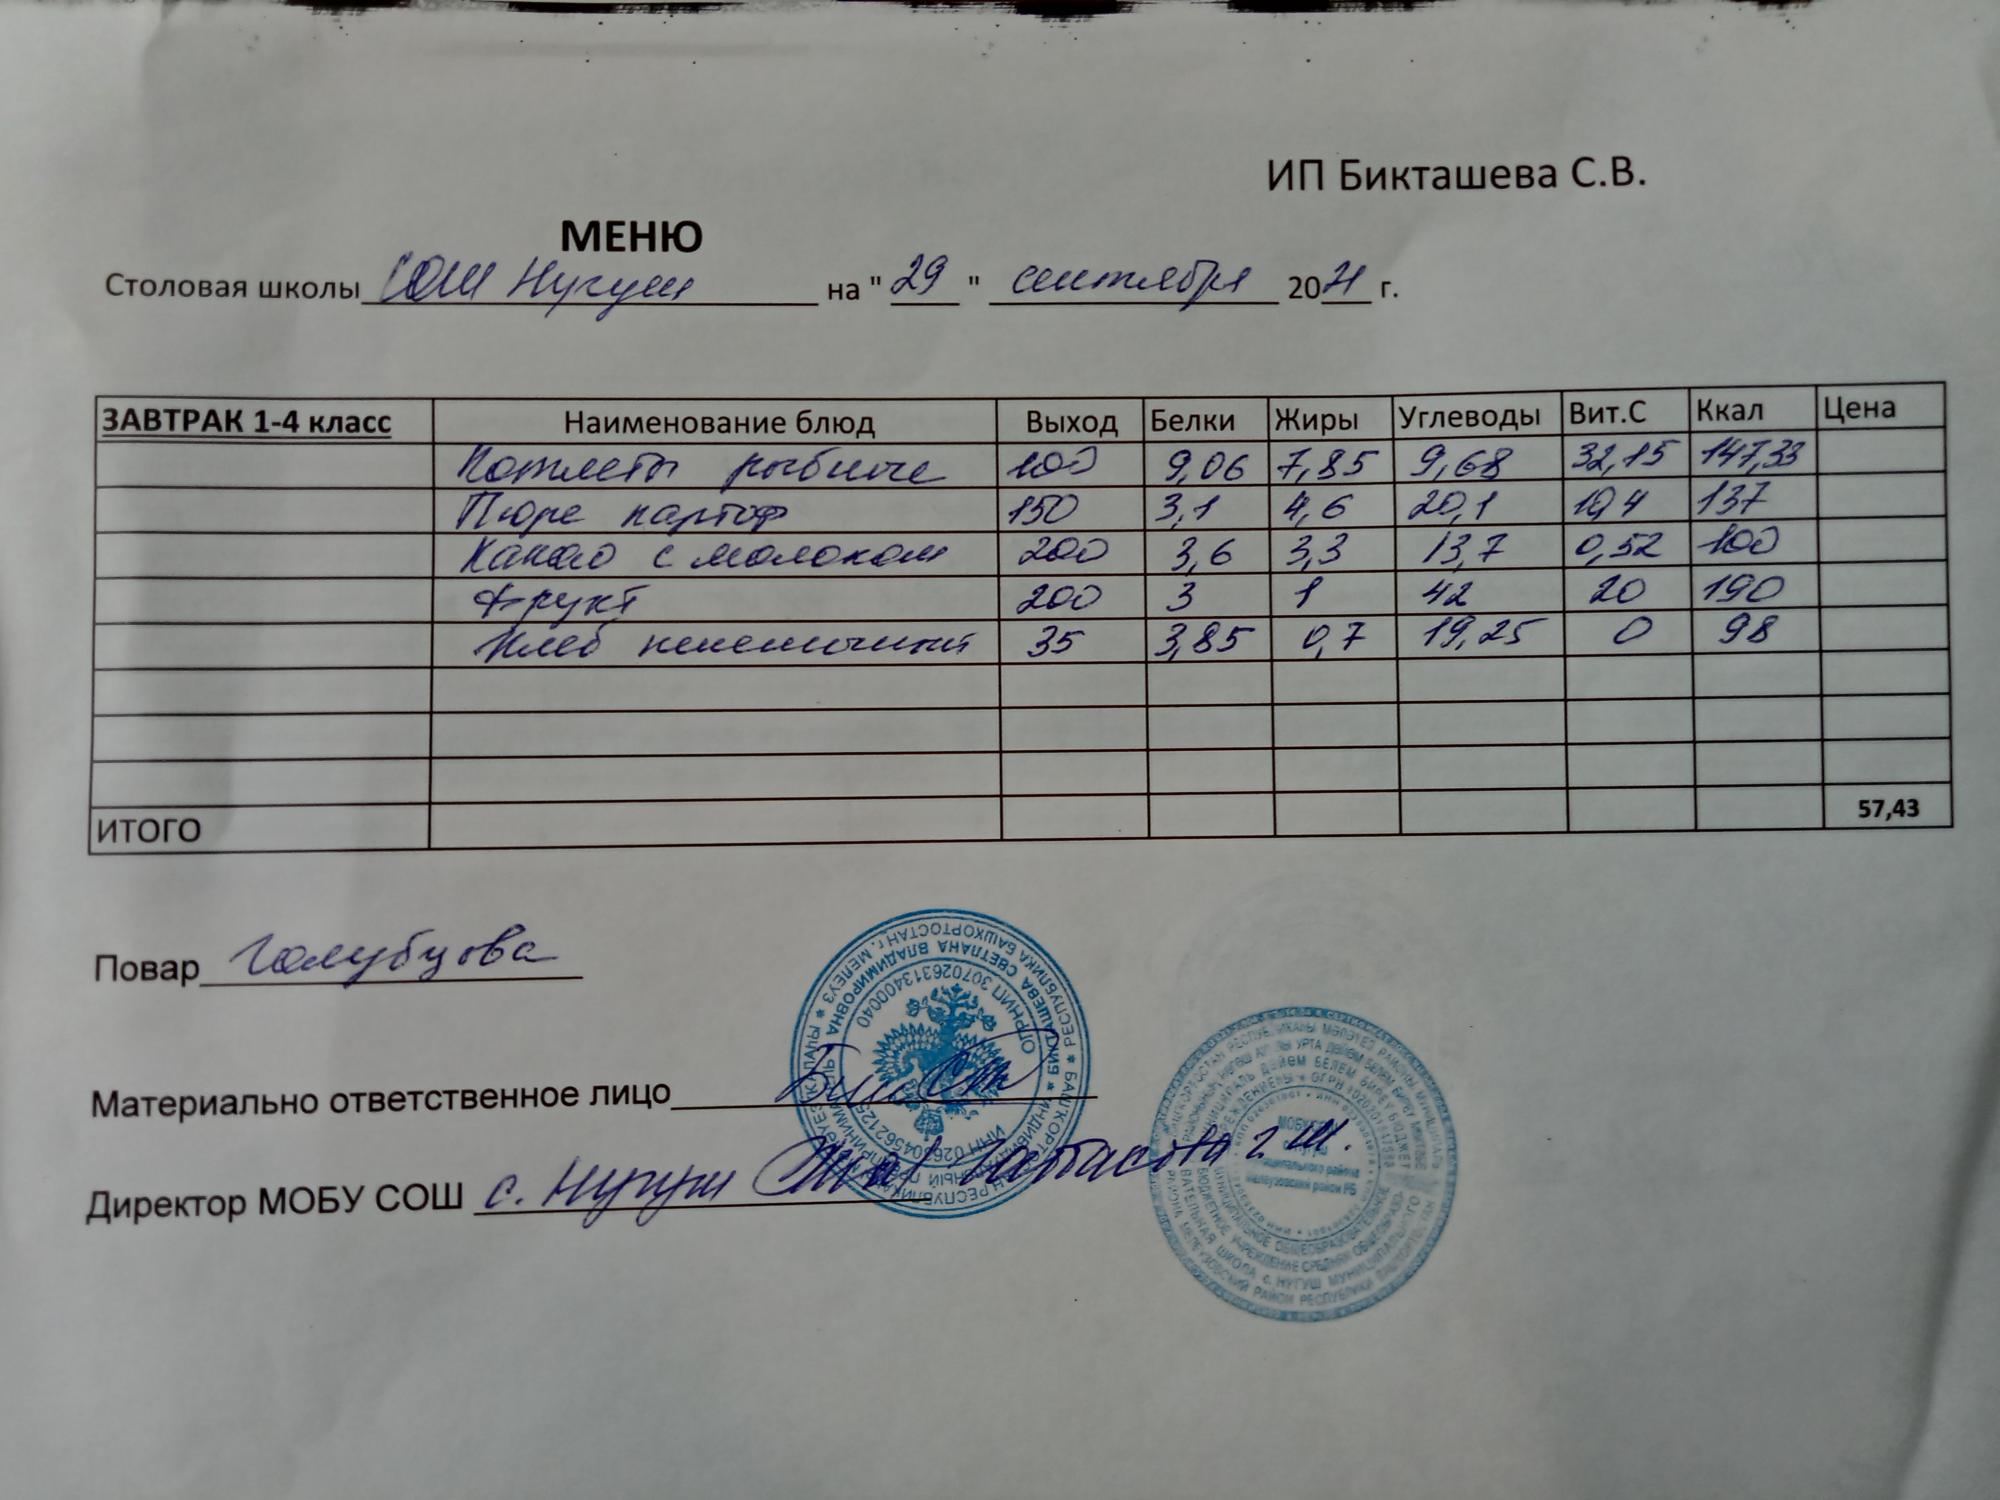 ИП Бикташева С.В.
МЕНЮ
Столовая школы СОШ Нугуш на " 29 " сентября 2021 г.
ЗАВТРАК 1-4 класс Наименование блюд Выход Белки Жиры Углеводы Вит.С Ккал Цена
Котлеты рыбные 100 9,06 7,85 9,68 32,15 147,33
Пюре картоф 150 3,1 4,6 20,1 10,4 137
Какао с молоком 200 3,6 3,3 13,7 0,52 100
Фрукт 200 3 1 42 20 190
Хлеб пшеничный 35 3,85 0,7 19,25 0 98
ИТОГО 57,43
Повар Голубцова
Материально ответственное лицо
Директор МОБУ СОШ с. Нугуш